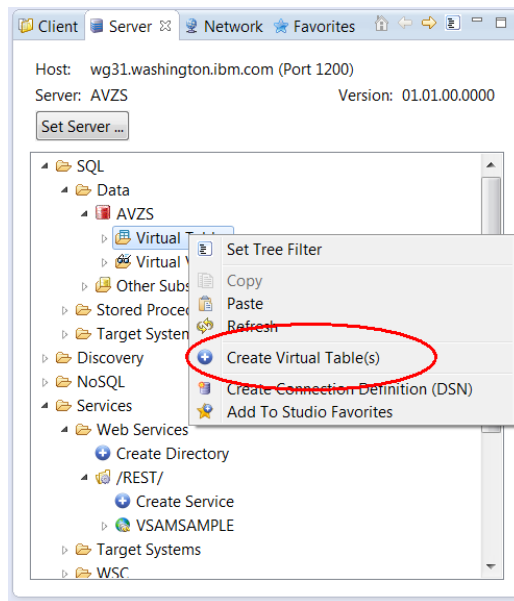 Client Server Network Favorites
Host: wg31.washington.ibm.com (Port 1200)
Server: AVZS Version: 01.01.00.0000
Set Server ...
SQL
Data
AVZS
Virtual
Virtual
Other Subs
Stored Proced
Target System
Discovery
NoSQL
Services
Web Services
Create Directory
/REST/
Create Service
VSAMSAMPLE
Target Systems
WSC
Set Tree Filter
Copy
Paste
Refresh
Create Virtual Table(s)
Create Connection Definition (DSN)
Add To Studio Favorites